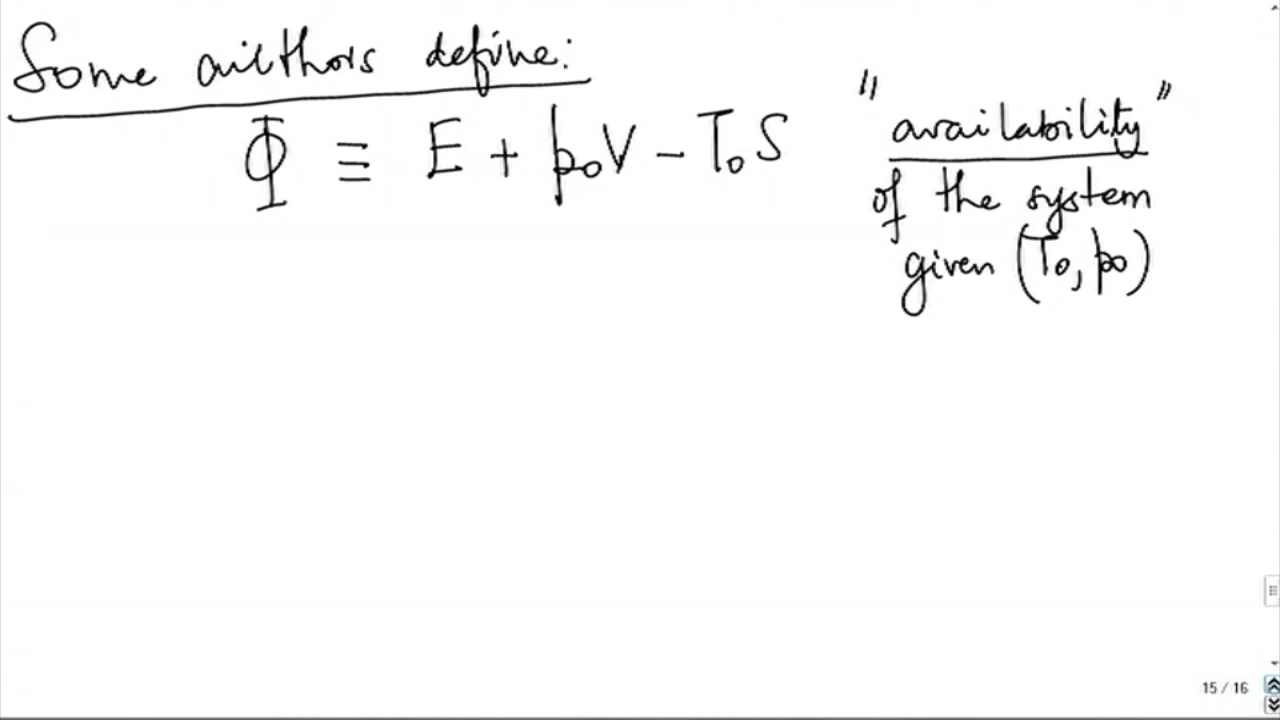 Some authors define:
Φ ≡ E + p₀V − T₀S
"availability"
of the system
given (T₀, p₀)
15 / 16